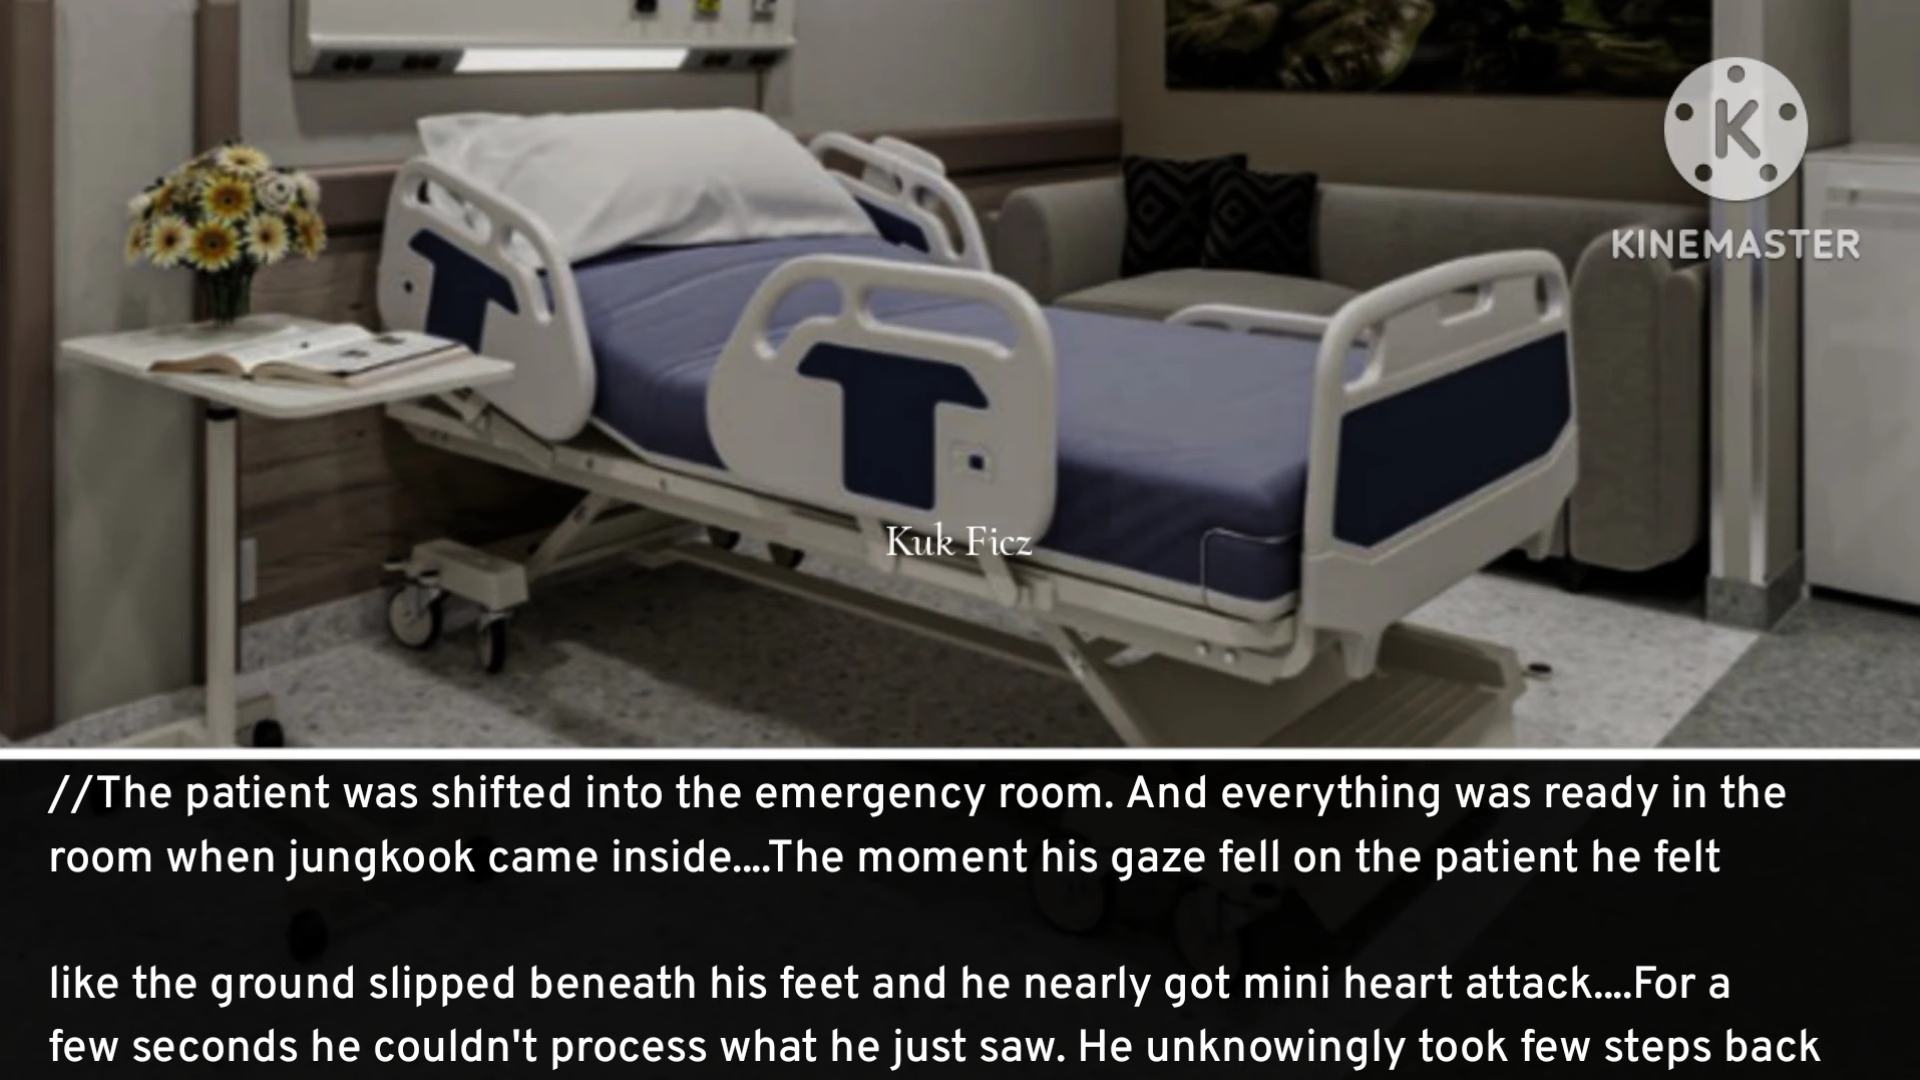 K
KINEMASTER
Kuk Ficz
//The patient was shifted into the emergency room. And everything was ready in the
room when jungkook came inside....The moment his gaze fell on the patient he felt
like the ground slipped beneath his feet and he nearly got mini heart attack....For a
few seconds he couldn't process what he just saw. He unknowingly took few steps back